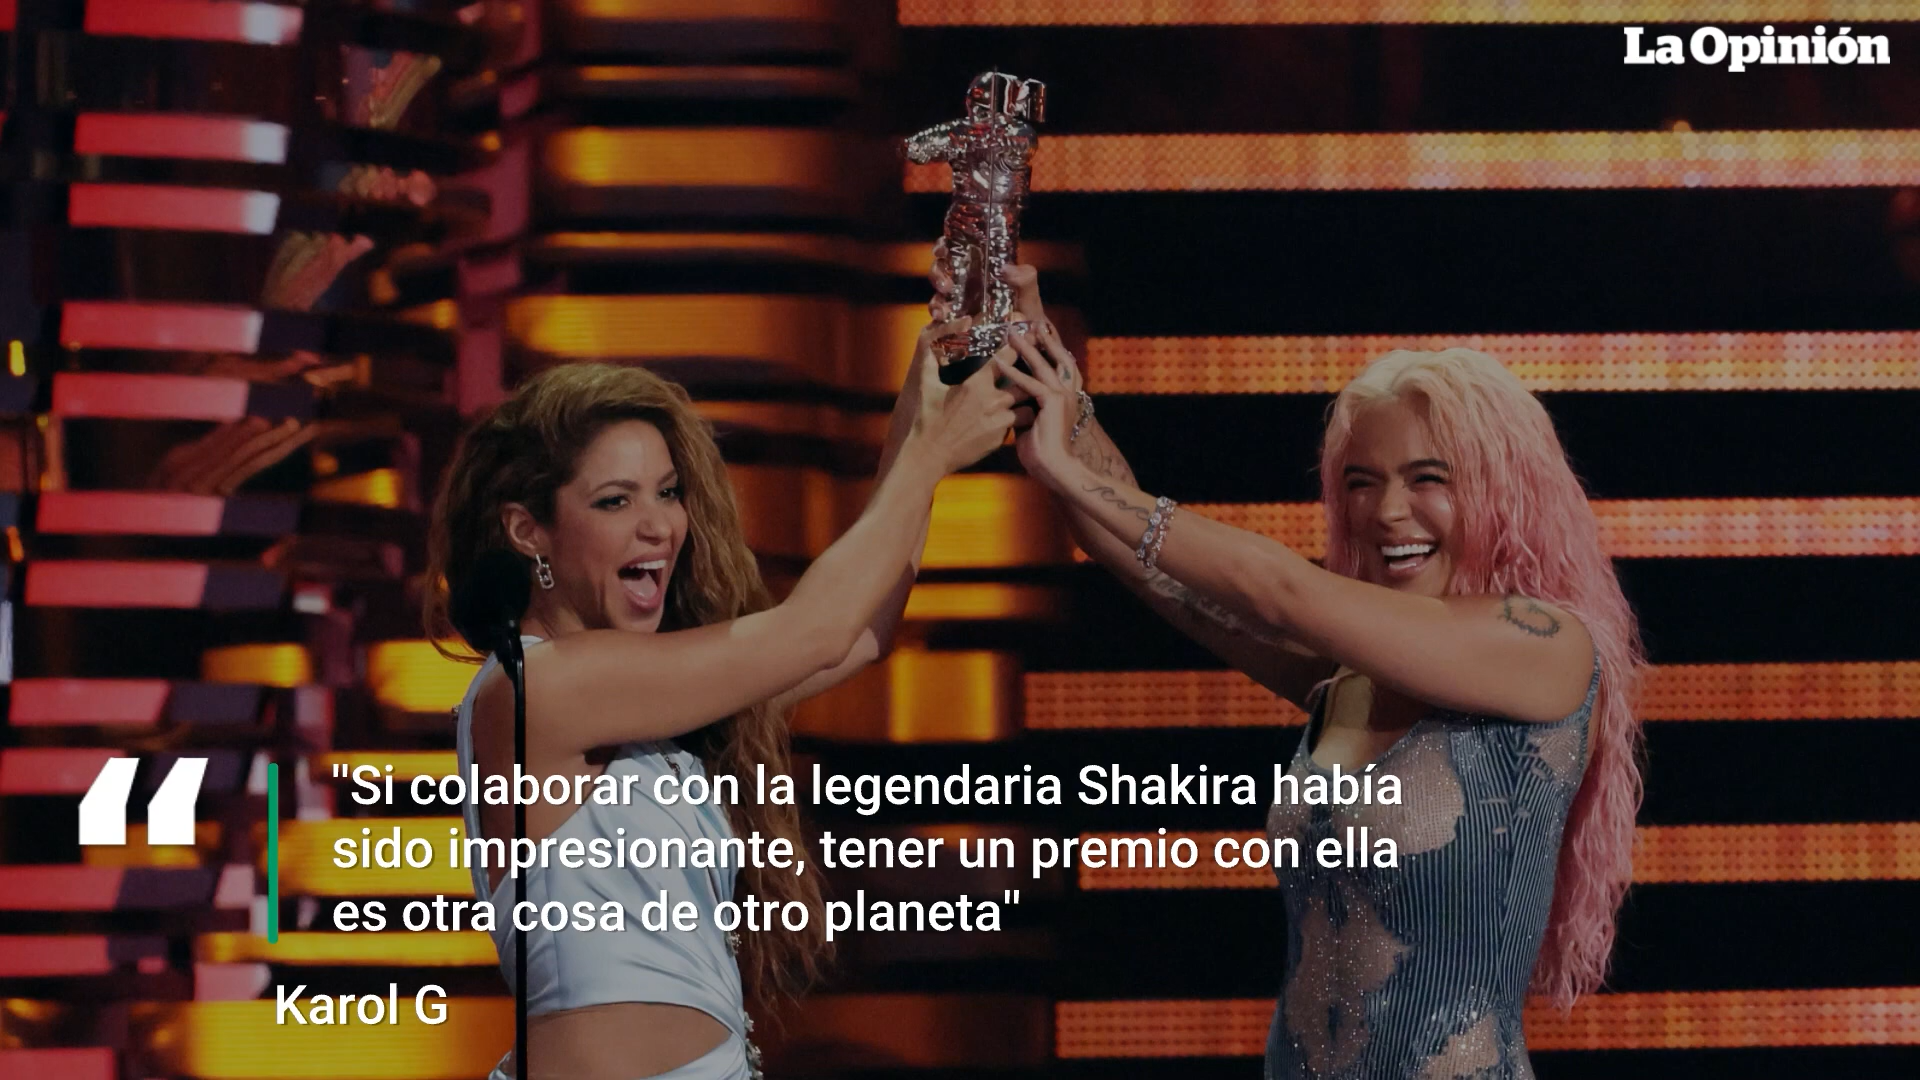 La Opinión
"Si colaborar con la legendaria Shakira había
sido impresionante, tener un premio con ella
es otra cosa de otro planeta"
Karol G